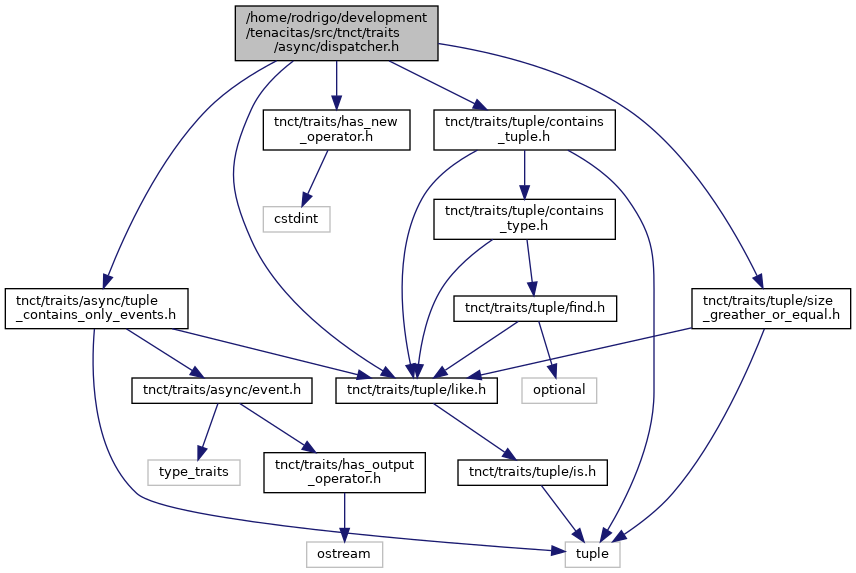 /home/rodrigo/development
/tenacitas/src/tnct/traits
/async/dispatcher.h
tnct/traits/has_new
_operator.h
tnct/traits/tuple/contains
_tuple.h
cstdint
tnct/traits/tuple/contains
_type.h
tnct/traits/async/tuple
_contains_only_events.h
tnct/traits/tuple/find.h
tnct/traits/tuple/size
_greather_or_equal.h
tnct/traits/async/event.h
tnct/traits/tuple/like.h
optional
type_traits
tnct/traits/has_output
_operator.h
tnct/traits/tuple/is.h
ostream
tuple